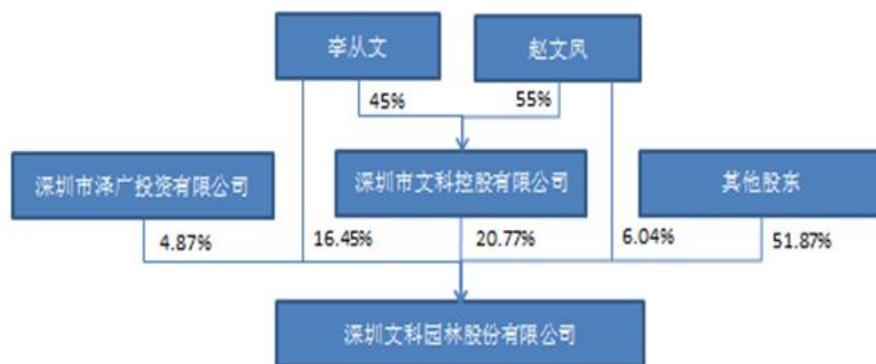 李从文
赵文凤
45%
55%
深圳市泽广投资有限公司
深圳市文科控股有限公司
其他股东
4.87%
16.45%
20.77%
6.04%
51.87%
深圳文科园林股份有限公司